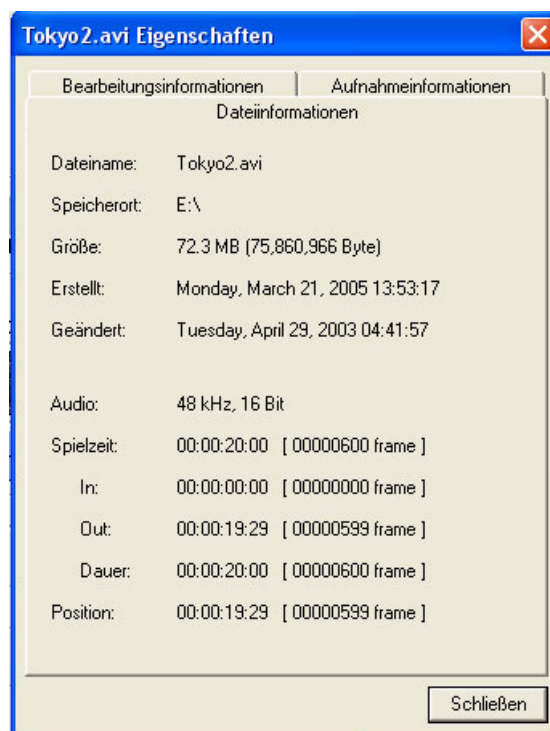 Tokyo2.avi Eigenschaften
Bearbeitungsinformationen Aufnahmeinformationen
Dateiinformationen
Dateiname: Tokyo2.avi
Speicherort: E:\
Größe: 72.3 MB (75,860,966 Byte)
Erstellt: Monday, March 21, 2005 13:53:17
Geändert: Tuesday, April 29, 2003 04:41:57
Audio: 48 kHz, 16 Bit
Spielzeit: 00:00:20:00 [ 00000600 frame ]
In: 00:00:00:00 [ 00000000 frame ]
Out: 00:00:19:29 [ 00000599 frame ]
Dauer: 00:00:20:00 [ 00000600 frame ]
Position: 00:00:19:29 [ 00000599 frame ]
Schließen